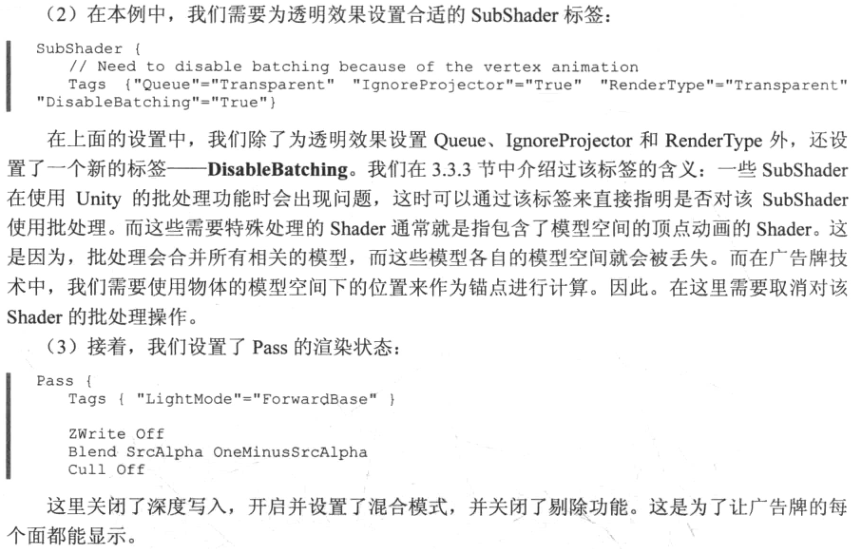 （2）在本例中，我们需要为透明效果设置合适的 SubShader 标签：
SubShader {
// Need to disable batching because of the vertex animation
Tags {"Queue"="Transparent" "IgnoreProjector"="True" "RenderType"="Transparent"
"DisableBatching"="True"}
在上面的设置中，我们除了为透明效果设置 Queue、IgnoreProjector 和 RenderType 外，还设
置了一个新的标签——DisableBatching。我们在 3.3.3 节中介绍过该标签的含义：一些 SubShader
在使用 Unity 的批处理功能时会出现问题，这时可以通过该标签来直接指明是否对该 SubShader
使用批处理。而这些需要特殊处理的 Shader 通常就是指包含了模型空间的顶点动画的 Shader。这
是因为，批处理会合并所有相关的模型，而这些模型各自的模型空间就会被丢失。而在广告牌技
术中，我们需要使用物体的模型空间下的位置来作为锚点进行计算。因此。在这里需要取消对该
Shader 的批处理操作。
（3）接着，我们设置了 Pass 的渲染状态：
Pass {
Tags { "LightMode"="ForwardBase" }
ZWrite Off
Blend SrcAlpha OneMinusSrcAlpha
Cull Off
这里关闭了深度写入，开启并设置了混合模式，并关闭了剔除功能。这是为了让广告牌的每
个面都能显示。